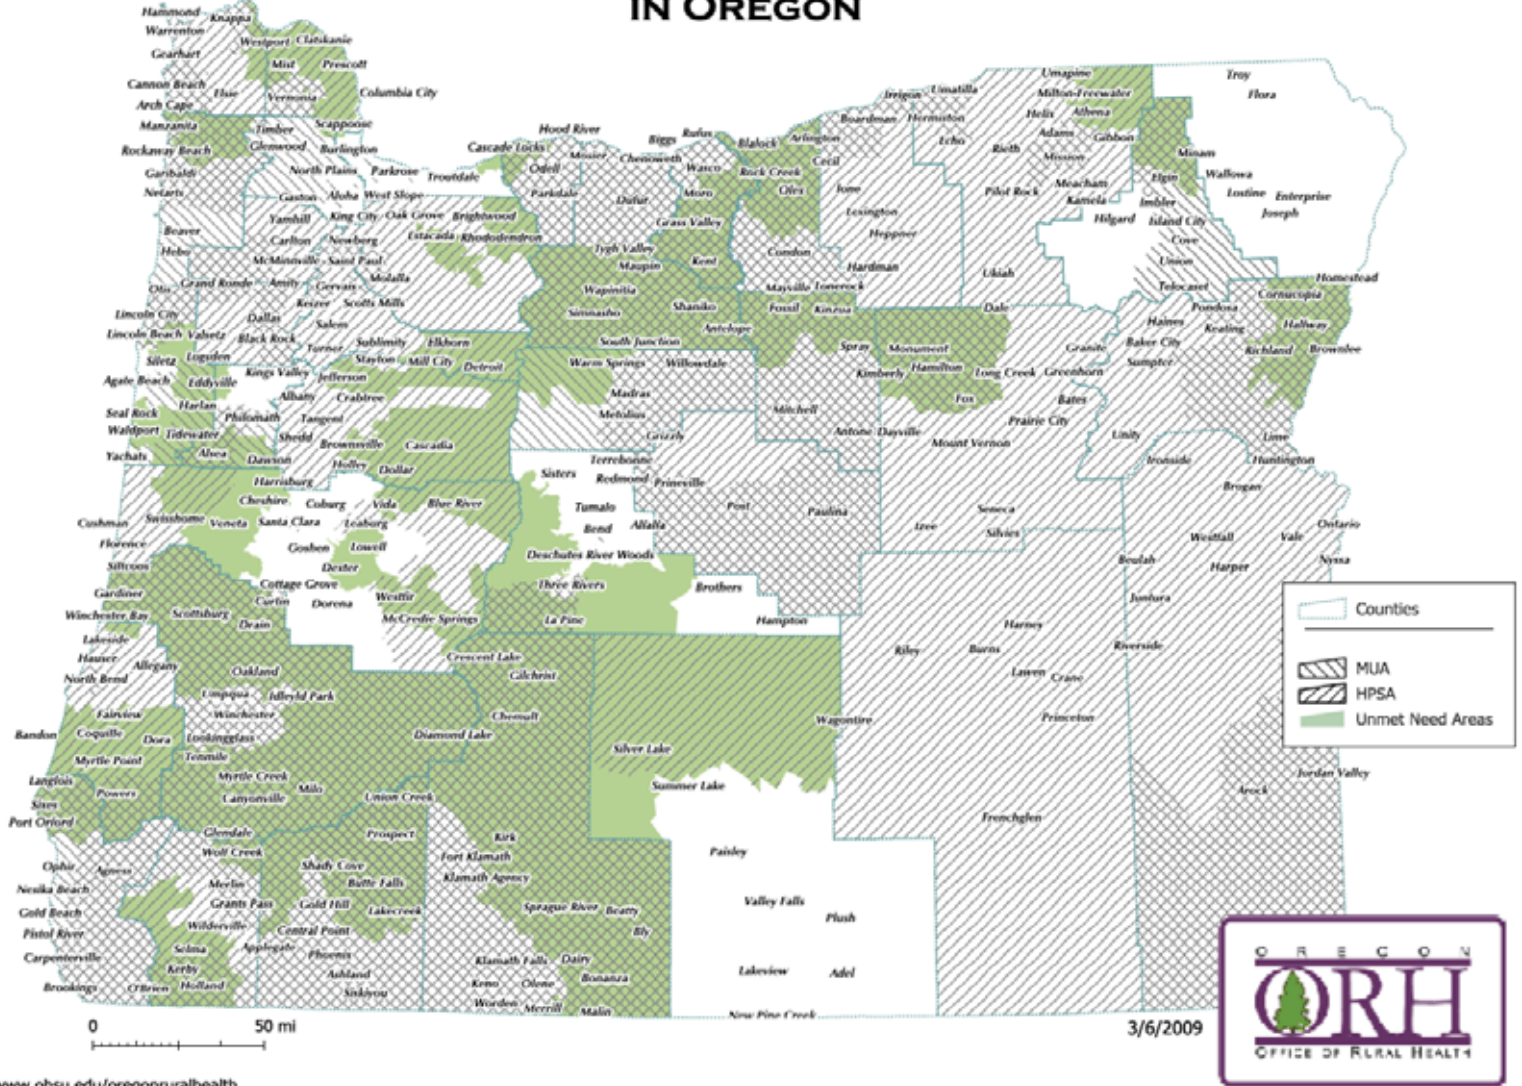 IN OREGON
Hammond
Knappa
Warrenton
Westport Clatskanie
Gearhart
Mist Prescott
Cannon Beach
Elsie
Vernonia
Columbia City
Arch Cape
Manzanita
Timber
Scappoose
Glenwood Burlington
Rockaway Beach
Garibaldi
North Plains Parkrose Troutdale
Netarts
Gaston Aloha West Slope
Yamhill King City Oak Grove Brightwood
Beaver
Carlton Newberg Estacada Rhododendron
Hebo
McMinnville Saint Paul
Molalla
Otis Grand Ronde Amity Gervais
Keizer Scotts Mills
Lincoln City
Dallas
Salem
Lincoln Beach Valsetz Black Rock
Turner Sublimity Elkhorn
Stayton Mill City Detroit
Siletz Logsden
Kings Valley Jefferson
Agate Beach Eddyville
Albany Crabtree
Harlan
Seal Rock
Philomath Tangent
Waldport Tidewater
Shedd Brownsville Cascadia
Yachats Alsea Dawson
Holley Dollar
Harrisburg
Cheshire Coburg Vida Blue River
Cushman Swisshome Veneta Santa Clara Leaburg
Florence
Goshen Lowell
Siltcoos
Dexter
Gardiner
Cottage Grove
Curtin Dorena Westfir
Winchester Bay Scottsburg
Drain
McCredie Springs
Lakeside
Hauser Allegany
Crescent Lake
North Bend
Oakland
Gilchrist
Umpqua Idleyld Park
Fairview
Winchester
Chemult
Bandon Coquille Dora Lookingglass
Diamond Lake
Myrtle Point
Tenmile
Langlois
Myrtle Creek
Sixes Powers
Canyonville Milo Union Creek
Port Orford
Glendale Prospect
Wolf Creek
Kirk
Ophir Agness
Shady Cove
Fort Klamath
Nesika Beach
Merlin
Butte Falls
Klamath Agency
Gold Beach
Grants Pass Gold Hill Lakecreek
Sprague River Beatty
Pistol River
Wilderville Central Point
Bly
Carpenterville
Selma Applegate Phoenix
Klamath Falls Dairy
Kerby
Ashland
Keno Olene Bonanza
Brookings O'Brien Holland
Siskiyou
Worden Merrill Malin
Hood River
Cascade Locks
Mosier Chenoweth Biggs Rufus
Odell
Wasco
Parkdale
Dufur
Moro
Grass Valley
Tygh Valley
Maupin
Kent
Wapinitia
Simnasho
Shaniko
Antelope
South Junction
Warm Springs Willowdale
Madras
Metolius
Grizzly
Terrebonne
Sisters Redmond Prineville
Tumalo
Bend Alfalfa
Post
Paulina
Deschutes River Woods
Three Rivers
Brothers
La Pine
Hampton
Blalock Arlington
Rock Creek
Cecil
Olex Ione
Lexington
Condon Heppner
Hardman
Mayville Lonerock
Fossil Kinzua
Spray Monument
Kimberly Hamilton Long Creek
Fox
Mitchell
Antone Dayville
Mount Vernon
Prairie City
Bates
Greenhorn
Granite
Dale
Ukiah
Irrigon Umatilla
Boardman Hermiston
Echo
Umapine
Milton-Freewater
Helix Athena
Adams Gibbon
Rieth Mission
Pilot Rock Meacham
Kamela
Hilgard
Troy
Flora
Minam
Elgin Wallowa
Imbler
Lostine Enterprise
Joseph
Island City
Cove
Union
Telocaset
Homestead
Pondosa Cornucopia
Haines Keating
Halfway
Baker City
Richland Brownlee
Sumpter
Unity
Lime
Ironside
Huntington
Brogan
Ontario
Westfall Vale
Nyssa
Harper
Beulah
Juntura
Riverside
Izee
Seneca
Silvies
Harney
Riley Burns
Lawen Crane
Princeton
Wagontire
Silver Lake
Summer Lake
Frenchglen
Arock
Jordan Valley
Paisley
Valley Falls
Plush
Lakeview Adel
New Pine Creek
Counties
MUA
HPSA
Unmet Need Areas
0 50 mi
3/6/2009
OREGON
ORH
OFFICE OF RURAL HEALTH
www.ohsu.edu/oregonruralhealth